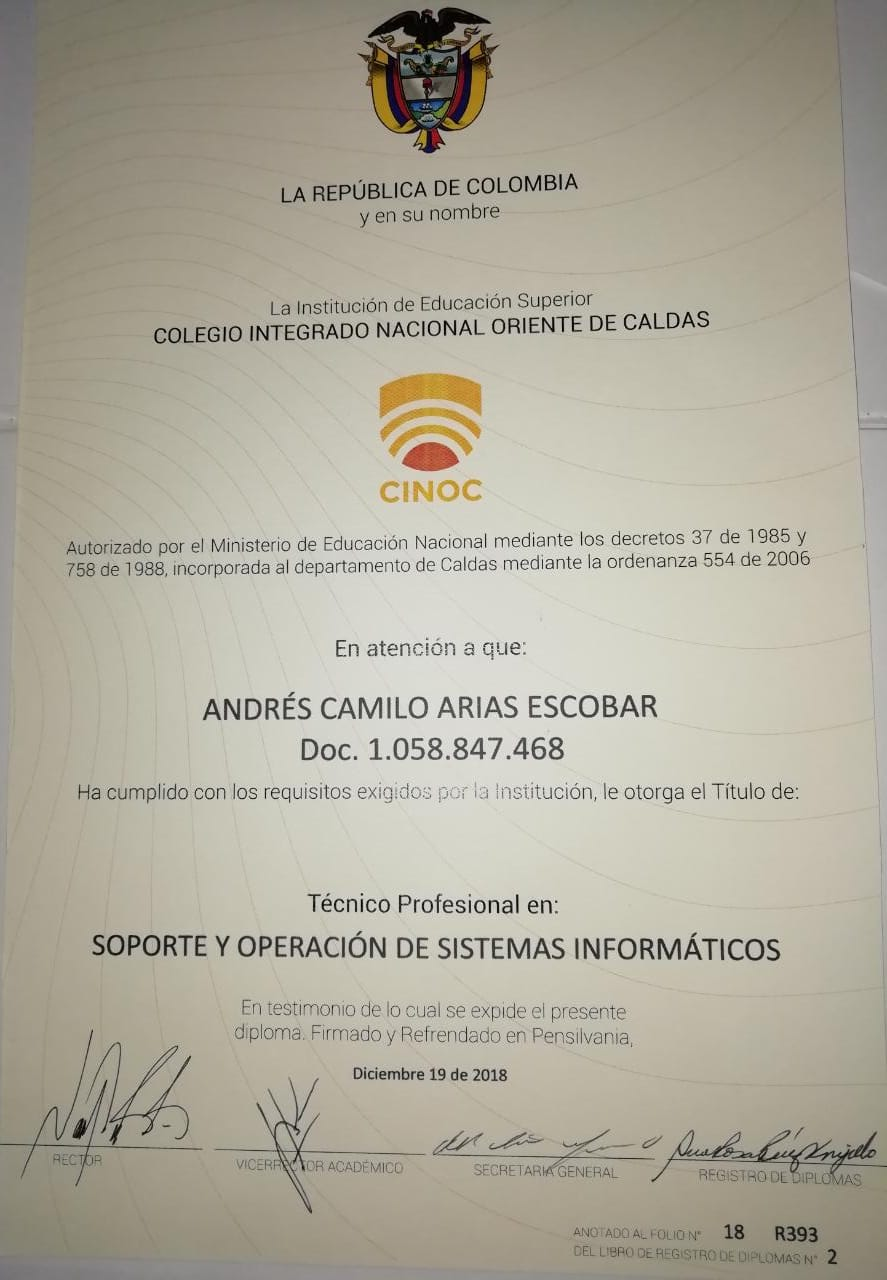 LA REPÚBLICA DE COLOMBIA
y en su nombre
La Institución de Educación Superior
COLEGIO INTEGRADO NACIONAL ORIENTE DE CALDAS
CINOC
Autorizado por el Ministerio de Educación Nacional mediante los decretos 37 de 1985 y
758 de 1988, incorporada al departamento de Caldas mediante la ordenanza 554 de 2006
En atención a que:
ANDRÉS CAMILO ARIAS ESCOBAR
Doc. 1.058.847.468
Ha cumplido con los requisitos exigidos por la Institución, le otorga el Título de:
Técnico Profesional en:
SOPORTE Y OPERACIÓN DE SISTEMAS INFORMÁTICOS
En testimonio de lo cual se expide el presente
diploma. Firmado y Refrendado en Pensilvania,
Diciembre 19 de 2018
RECTOR
VICERRECTOR ACADÉMICO
SECRETARIA GENERAL
REGISTRO DE DIPLOMAS
ANOTADO AL FOLIO N° 18 R393
DEL LIBRO DE REGISTRO DE DIPLOMAS N° 2